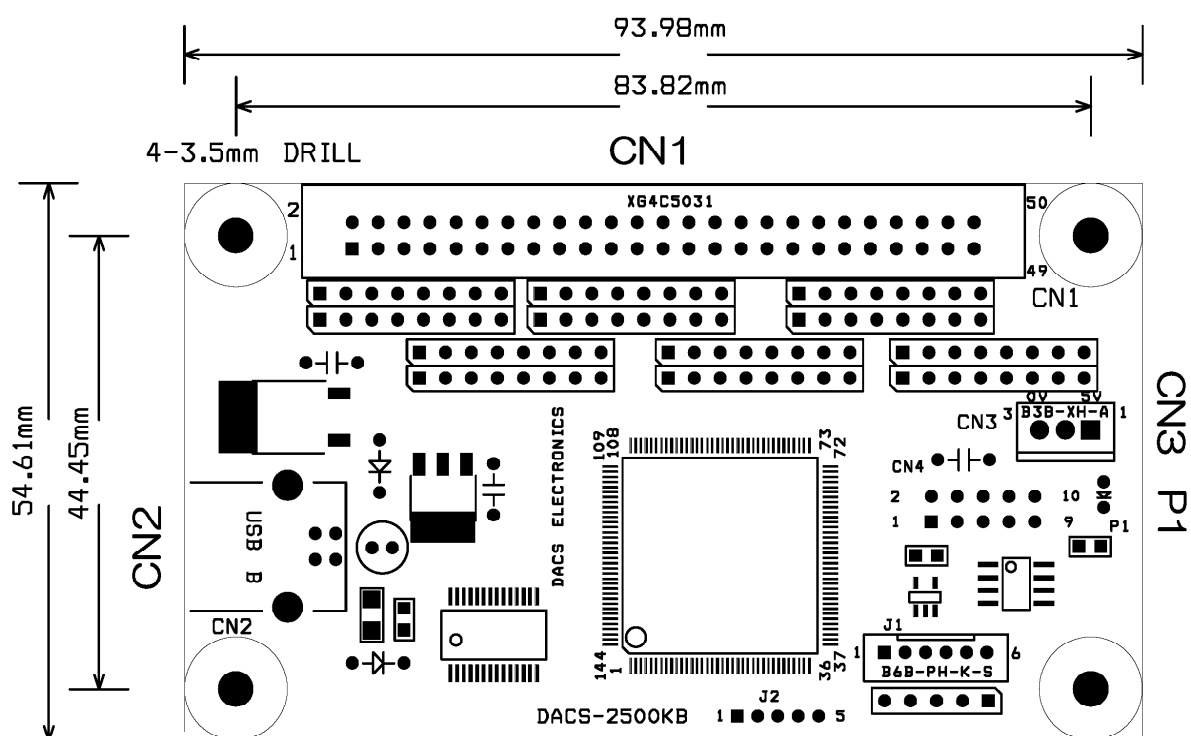 93.98mm
83.82mm
4-3.5mm DRILL
CN1
XG4C5031
2
50
1
49
CN1
54.61mm
44.45mm
0V 5V
3 B3B-XH-A 1
CN3
CN3 P1
DACS ELECTRONICS
109
108
73
72
CN4
2
10
1
9
P1
CN2
USB B
CN2
J1
1
6
B6B-PH-K-S
144
1
36
37
J2
DACS-2500KB
1
5